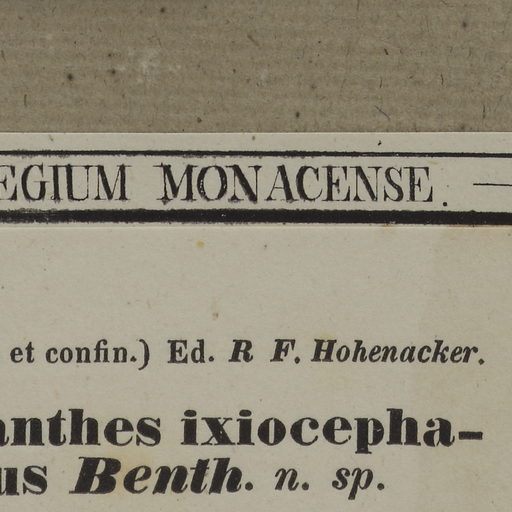 EGIUM MONACENSE.
et confin.) Ed. R F. Hohenacker.
anthes ixiocepha-
us Benth. n. sp.